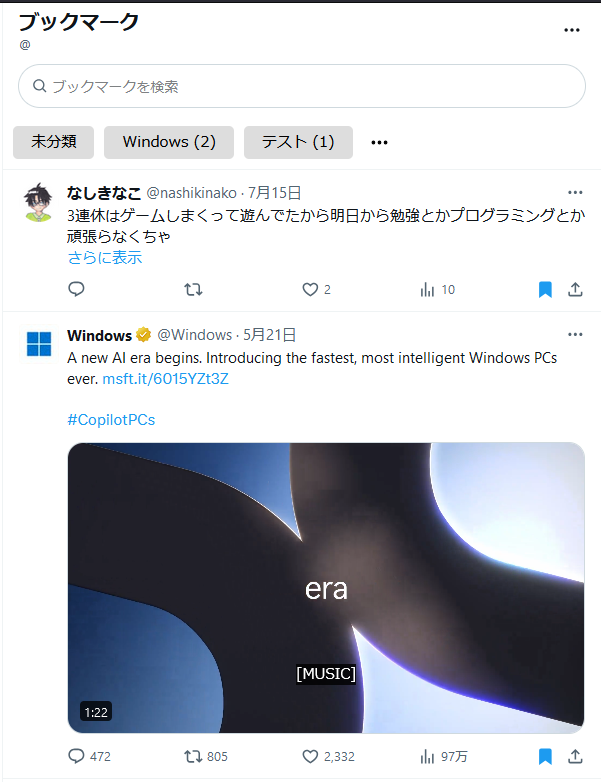 ブックマーク
@
ブックマークを検索
未分類 Windows (2) テスト (1)
なしきなこ @nashikinako · 7月15日
3連休はゲームしまくって遊んでたから明日から勉強とかプログラミングとか
頑張らなくちゃ
さらに表示
2 10
Windows @Windows · 5月21日
A new AI era begins. Introducing the fastest, most intelligent Windows PCs
ever. msft.it/6015YZt3Z
#CopilotPCs
era
[MUSIC]
1:22
472 805 2,332 97万